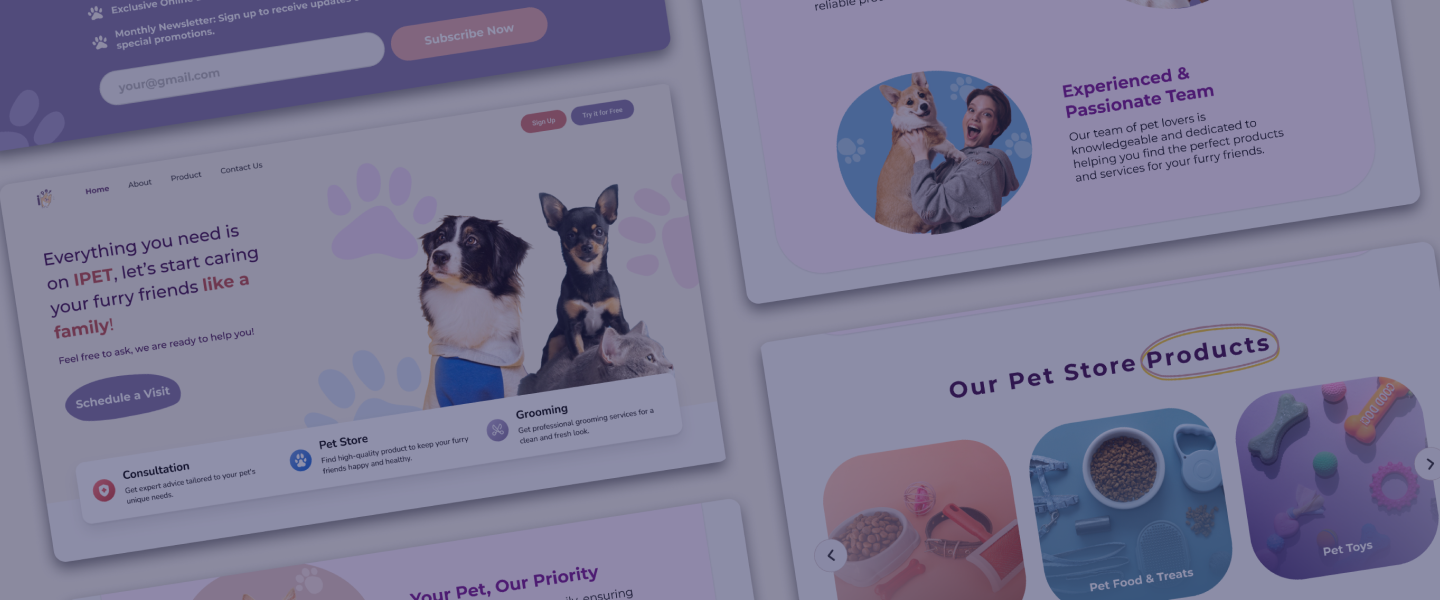 Exclusive Online
Monthly Newsletter: Sign up to receive updates
special promotions.
your@gmail.com
Subscribe Now
Sign Up
Try it for Free
Home
About
Product
Contact Us
Everything you need is
on IPET, let's start caring
your furry friends like a
family!
Feel free to ask, we are ready to help you!
Schedule a Visit
Consultation
Get expert advice tailored to your pet's
unique needs.
Pet Store
Find high-quality product to keep your furry
friends happy and healthy.
Grooming
Get professional grooming services for a
clean and fresh look.
Your Pet, Our Priority
ensuring
reliable
Experienced &
Passionate Team
Our team of pet lovers is
knowledgeable and dedicated to
helping you find the perfect products
and services for your furry friends.
Our Pet Store Products
Pet Food & Treats
Pet Toys